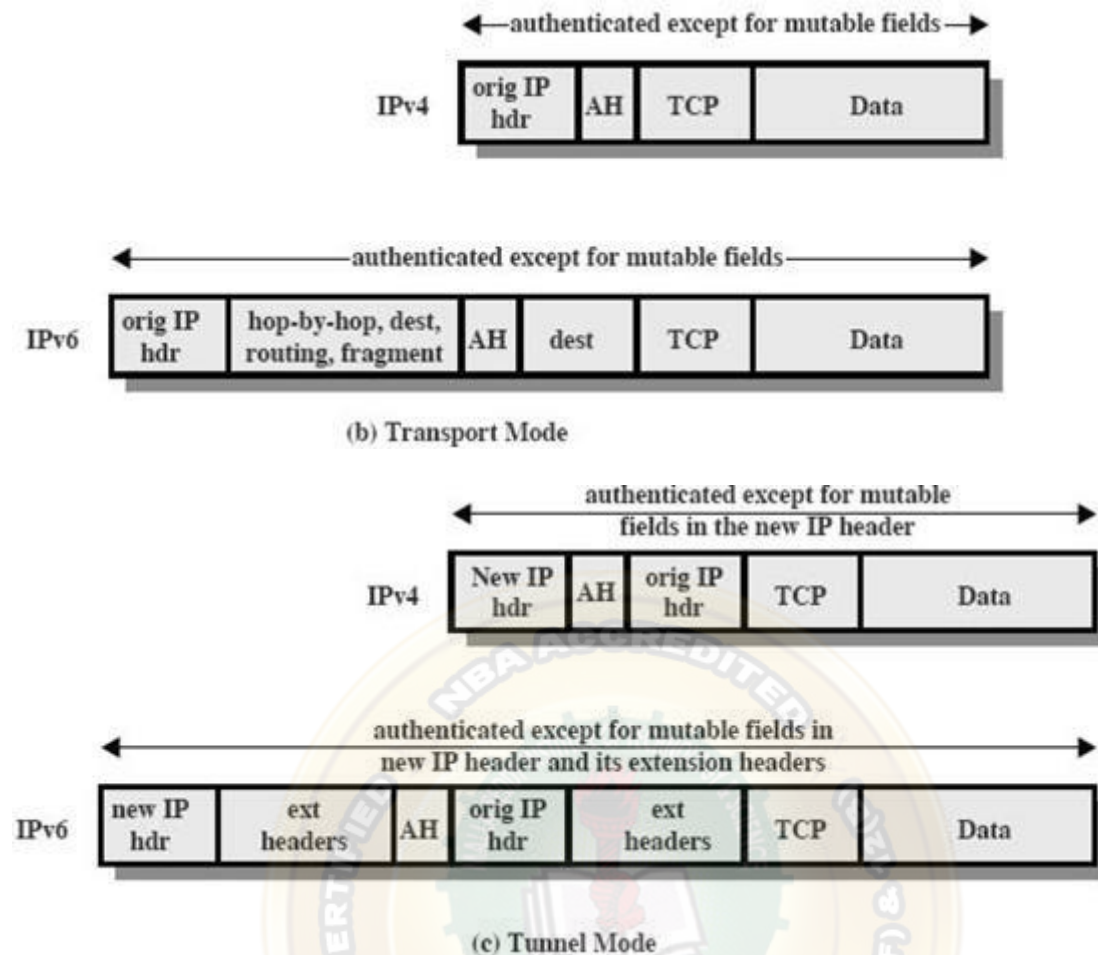 authenticated except for mutable fields
IPv4
orig IP
hdr
AH
TCP
Data
authenticated except for mutable fields
IPv6
orig IP
hdr
hop-by-hop, dest,
routing, fragment
AH
dest
TCP
Data
(b) Transport Mode
authenticated except for mutable
fields in the new IP header
IPv4
New IP
hdr
AH
orig IP
hdr
TCP
Data
NBA ACCREDITED
authenticated except for mutable fields in
new IP header and its extension headers
IPv6
new IP
hdr
ext
headers
AH
orig IP
hdr
ext
headers
TCP
Data
(c) Tunnel Mode